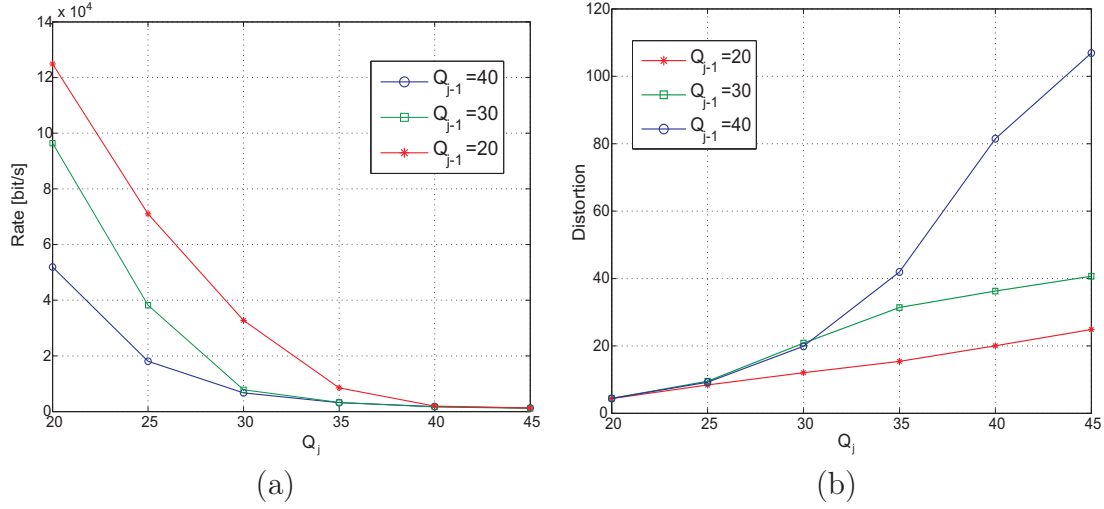 x 10^4
14
12
10
8
6
4
2
0
Rate [bit/s]
20 25 30 35 40 45
Q_j
Q_{j-1}=40
Q_{j-1}=30
Q_{j-1}=20
(a)
120
100
80
60
40
20
0
Distortion
20 25 30 35 40 45
Q_j
Q_{j-1}=20
Q_{j-1}=30
Q_{j-1}=40
(b)